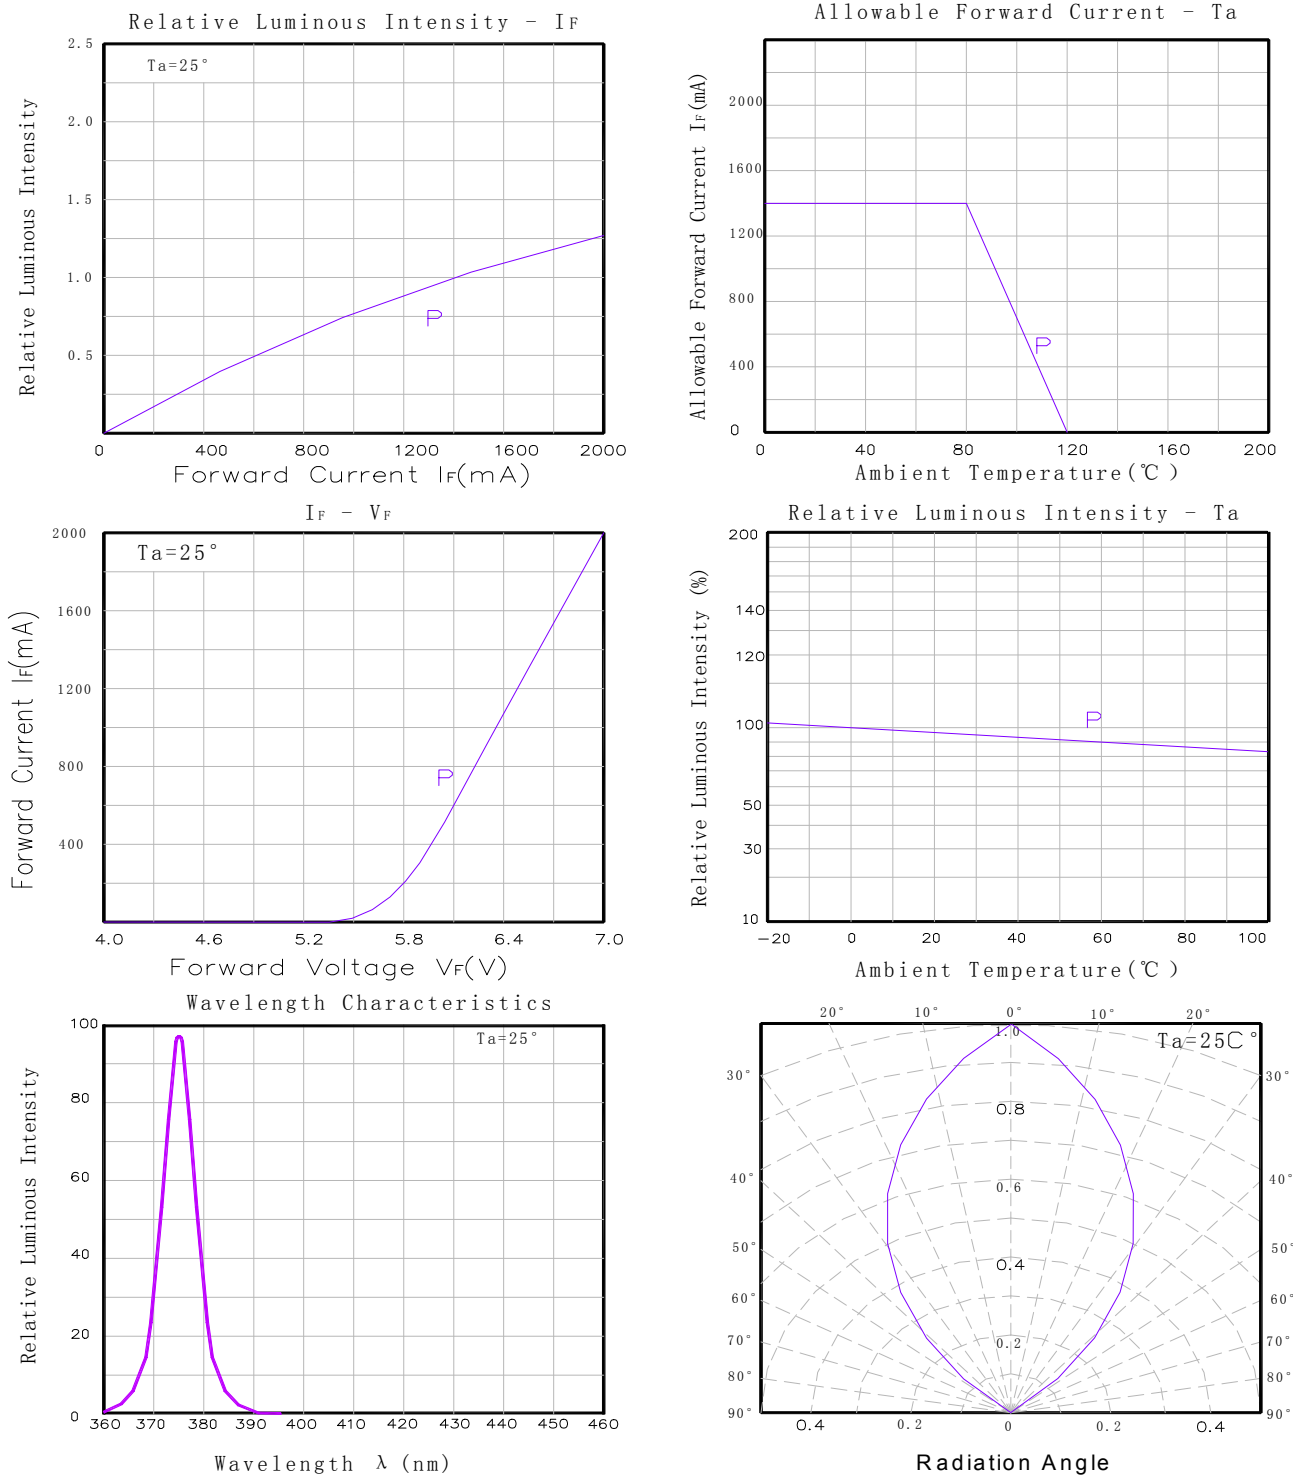 Relative Luminous Intensity - IF
Ta=25°
Relative Luminous Intensity
2.5
2.0
1.5
1.0
0.5
P
0 400 800 1200 1600 2000
Forward Current IF(mA)
Allowable Forward Current - Ta
Allowable Forward Current IF(mA)
2000
1600
1200
800
400
0
P
0 40 80 120 160 200
Ambient Temperature(℃)
IF - VF
Ta=25°
Forward Current IF(mA)
2000
1600
1200
800
400
P
4.0 4.6 5.2 5.8 6.4 7.0
Forward Voltage VF(V)
Relative Luminous Intensity - Ta
Relative Luminous Intensity (%)
200
140
120
100
50
30
10
P
-20 0 20 40 60 80 100
Ambient Temperature(℃)
Wavelength Characteristics
Ta=25°
Relative Luminous Intensity
100
80
60
40
20
0
360 370 380 390 400 410 420 430 440 450 460
Wavelength λ (nm)
20° 10° 0° 10° 20°
Ta=25C°
1.0
30° 30°
0.8
40° 0.6 40°
50° 0.4 50°
60° 60°
70° 0.2 70°
80° 80°
90° 90°
0.4 0.2 0 0.2 0.4
Radiation Angle